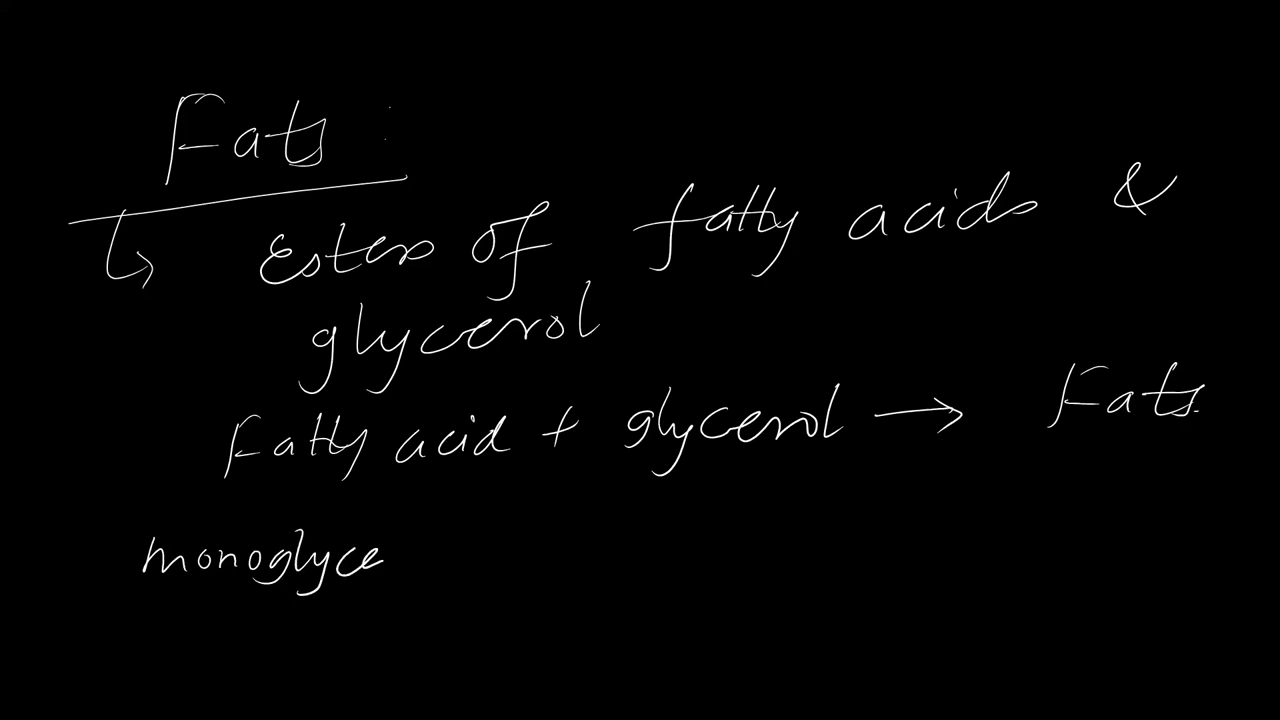 Fats :
↳ Esters of fatty acids &
glycerol
Fatty acid + glycerol → Fats.
monoglyce